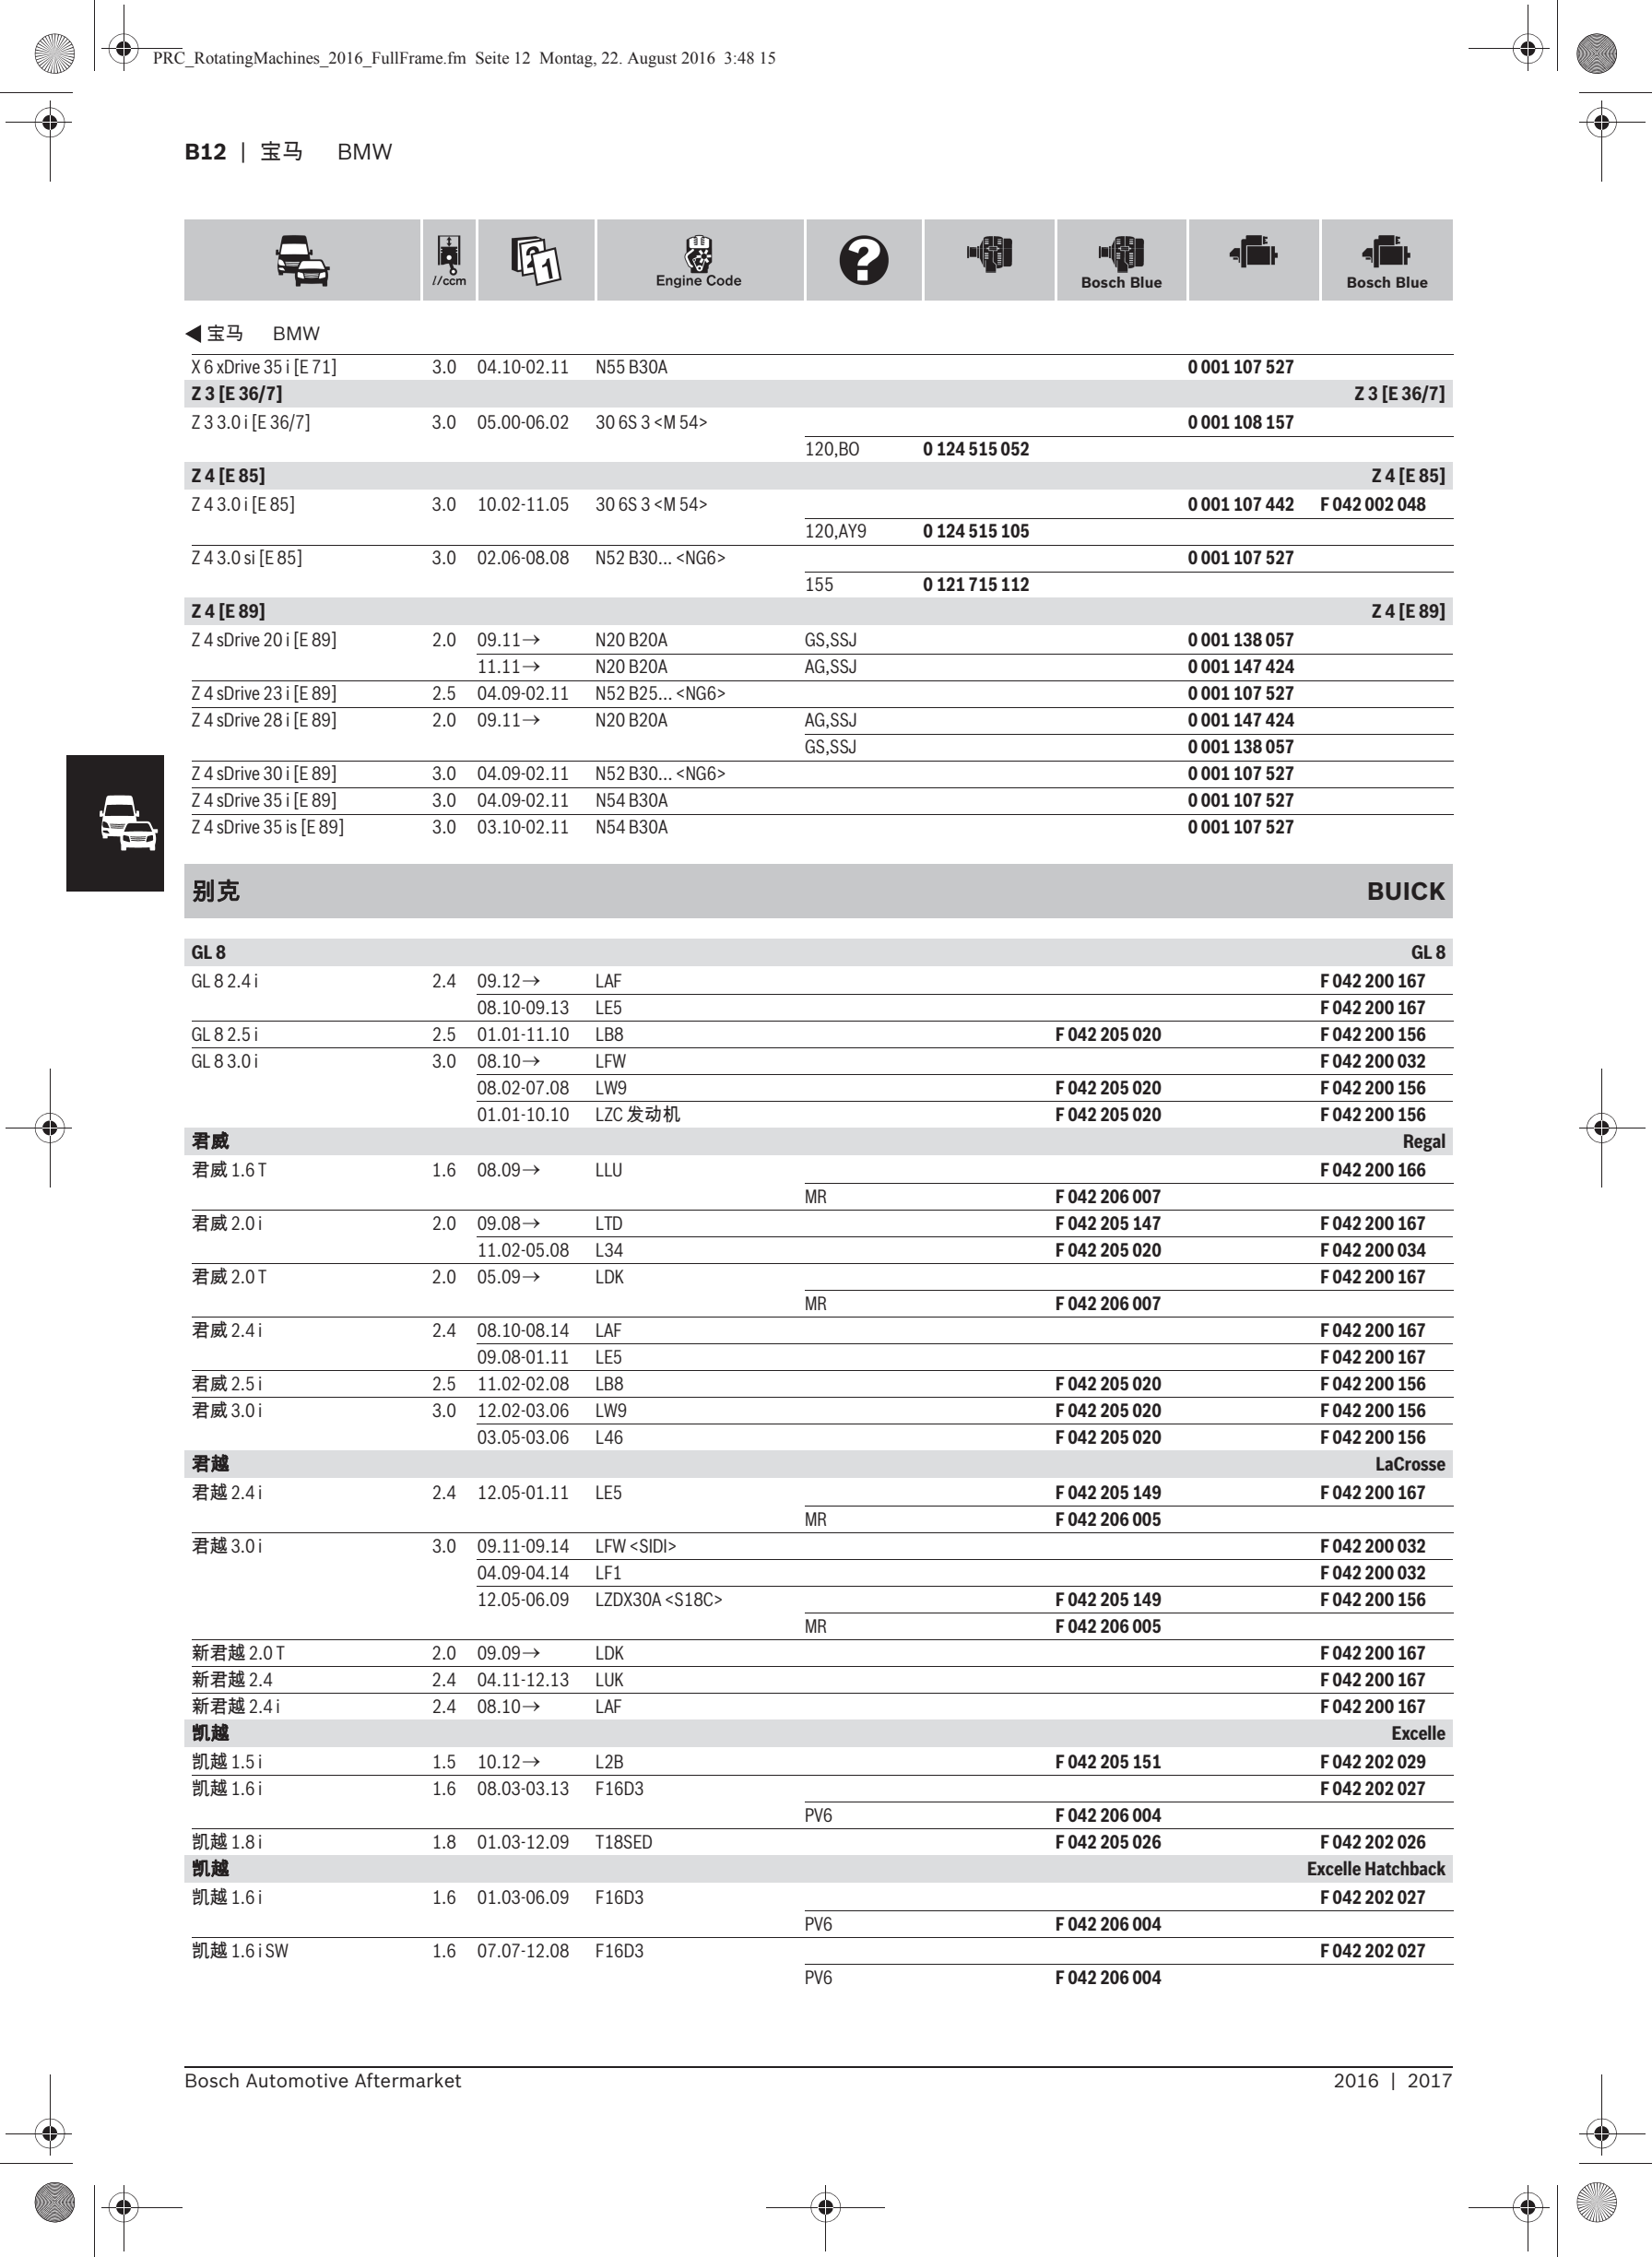 PRC_RotatingMachines_2016_FullFrame.fm Seite 12 Montag, 22. August 2016 3:48 15
B12 | 宝马 BMW
l/ccm 2 1 Engine Code ? Bosch Blue Bosch Blue
宝马 BMW
X 6 xDrive 35 i [E 71] 3.0 04.10-02.11 N55 B30A 0 001 107 527
Z 3 [E 36/7] Z 3 [E 36/7]
Z 3 3.0 i [E 36/7] 3.0 05.00-06.02 30 6S 3 <M 54> 0 001 108 157
120,BO 0 124 515 052
Z 4 [E 85] Z 4 [E 85]
Z 4 3.0 i [E 85] 3.0 10.02-11.05 30 6S 3 <M 54> 0 001 107 442 F 042 002 048
120,AY9 0 124 515 105
Z 4 3.0 si [E 85] 3.0 02.06-08.08 N52 B30... <NG6> 0 001 107 527
155 0 121 715 112
Z 4 [E 89] Z 4 [E 89]
Z 4 sDrive 20 i [E 89] 2.0 09.11→ N20 B20A GS,SSJ 0 001 138 057
11.11→ N20 B20A AG,SSJ 0 001 147 424
Z 4 sDrive 23 i [E 89] 2.5 04.09-02.11 N52 B25... <NG6> 0 001 107 527
Z 4 sDrive 28 i [E 89] 2.0 09.11→ N20 B20A AG,SSJ 0 001 147 424
GS,SSJ 0 001 138 057
Z 4 sDrive 30 i [E 89] 3.0 04.09-02.11 N52 B30... <NG6> 0 001 107 527
Z 4 sDrive 35 i [E 89] 3.0 04.09-02.11 N54 B30A 0 001 107 527
Z 4 sDrive 35 is [E 89] 3.0 03.10-02.11 N54 B30A 0 001 107 527
别克 BUICK
GL 8 GL 8
GL 8 2.4 i 2.4 09.12→ LAF F 042 200 167
08.10-09.13 LE5 F 042 200 167
GL 8 2.5 i 2.5 01.01-11.10 LB8 F 042 205 020 F 042 200 156
GL 8 3.0 i 3.0 08.10→ LFW F 042 200 032
08.02-07.08 LW9 F 042 205 020 F 042 200 156
01.01-10.10 LZC 发动机 F 042 205 020 F 042 200 156
君威 Regal
君威 1.6 T 1.6 08.09→ LLU F 042 200 166
MR F 042 206 007
君威 2.0 i 2.0 09.08→ LTD F 042 205 147 F 042 200 167
11.02-05.08 L34 F 042 205 020 F 042 200 034
君威 2.0 T 2.0 05.09→ LDK F 042 200 167
MR F 042 206 007
君威 2.4 i 2.4 08.10-08.14 LAF F 042 200 167
09.08-01.11 LE5 F 042 200 167
君威 2.5 i 2.5 11.02-02.08 LB8 F 042 205 020 F 042 200 156
君威 3.0 i 3.0 12.02-03.06 LW9 F 042 205 020 F 042 200 156
03.05-03.06 L46 F 042 205 020 F 042 200 156
君越 LaCrosse
君越 2.4 i 2.4 12.05-01.11 LE5 F 042 205 149 F 042 200 167
MR F 042 206 005
君越 3.0 i 3.0 09.11-09.14 LFW <SIDI> F 042 200 032
04.09-04.14 LF1 F 042 200 032
12.05-06.09 LZDX30A <S18C> F 042 205 149 F 042 200 156
MR F 042 206 005
新君越 2.0 T 2.0 09.09→ LDK F 042 200 167
新君越 2.4 2.4 04.11-12.13 LUK F 042 200 167
新君越 2.4 i 2.4 08.10→ LAF F 042 200 167
凯越 Excelle
凯越 1.5 i 1.5 10.12→ L2B F 042 205 151 F 042 202 029
凯越 1.6 i 1.6 08.03-03.13 F16D3 F 042 202 027
PV6 F 042 206 004
凯越 1.8 i 1.8 01.03-12.09 T18SED F 042 205 026 F 042 202 026
凯越 Excelle Hatchback
凯越 1.6 i 1.6 01.03-06.09 F16D3 F 042 202 027
PV6 F 042 206 004
凯越 1.6 i SW 1.6 07.07-12.08 F16D3 F 042 202 027
PV6 F 042 206 004
Bosch Automotive Aftermarket 2016 | 2017